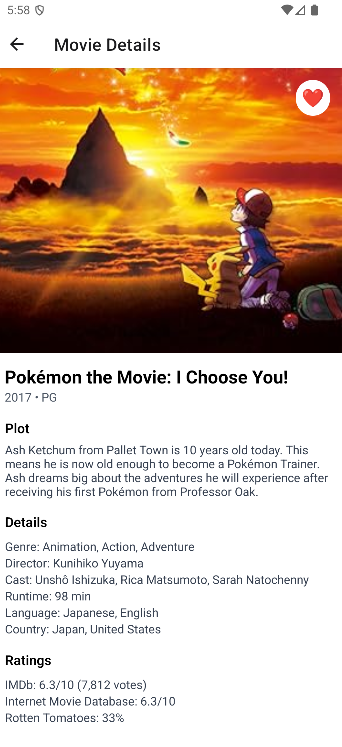 5:58
Movie Details
Pokémon the Movie: I Choose You!
2017 • PG
Plot
Ash Ketchum from Pallet Town is 10 years old today. This
means he is now old enough to become a Pokémon Trainer.
Ash dreams big about the adventures he will experience after
receiving his first Pokémon from Professor Oak.
Details
Genre: Animation, Action, Adventure
Director: Kunihiko Yuyama
Cast: Unshô Ishizuka, Rica Matsumoto, Sarah Natochenny
Runtime: 98 min
Language: Japanese, English
Country: Japan, United States
Ratings
IMDb: 6.3/10 (7,812 votes)
Internet Movie Database: 6.3/10
Rotten Tomatoes: 33%